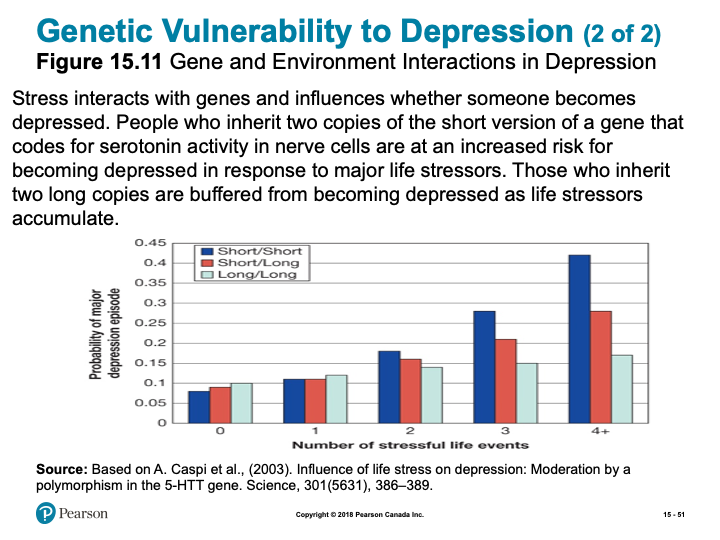 Genetic Vulnerability to Depression (2 of 2)
Figure 15.11 Gene and Environment Interactions in Depression
Stress interacts with genes and influences whether someone becomes
depressed. People who inherit two copies of the short version of a gene that
codes for serotonin activity in nerve cells are at an increased risk for
becoming depressed in response to major life stressors. Those who inherit
two long copies are buffered from becoming depressed as life stressors
accumulate.
Probability of major
depression episode
0.45
0.4
0.35
0.3
0.25
0.2
0.15
0.1
0.05
0
Short/Short
Short/Long
Long/Long
0 1 2 3 4+
Number of stressful life events
Source: Based on A. Caspi et al., (2003). Influence of life stress on depression: Moderation by a
polymorphism in the 5-HTT gene. Science, 301(5631), 386–389.
P Pearson
Copyright © 2018 Pearson Canada Inc.
15 - 51